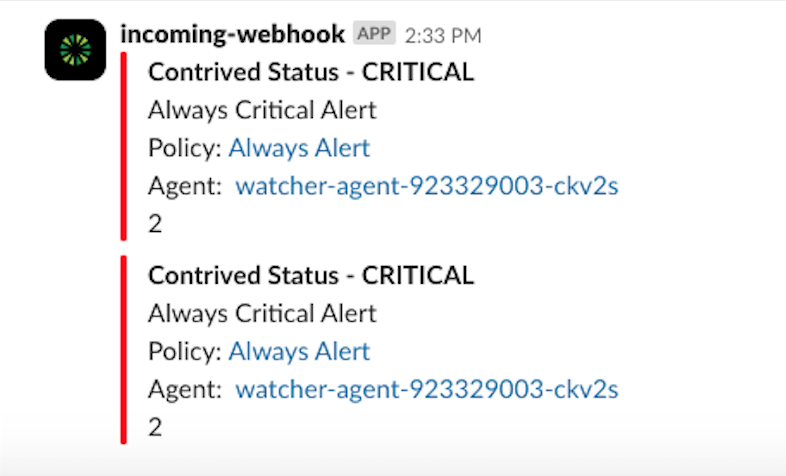 incoming-webhook APP 2:33 PM
Contrived Status - CRITICAL
Always Critical Alert
Policy: Always Alert
Agent: watcher-agent-923329003-ckv2s
2
Contrived Status - CRITICAL
Always Critical Alert
Policy: Always Alert
Agent: watcher-agent-923329003-ckv2s
2